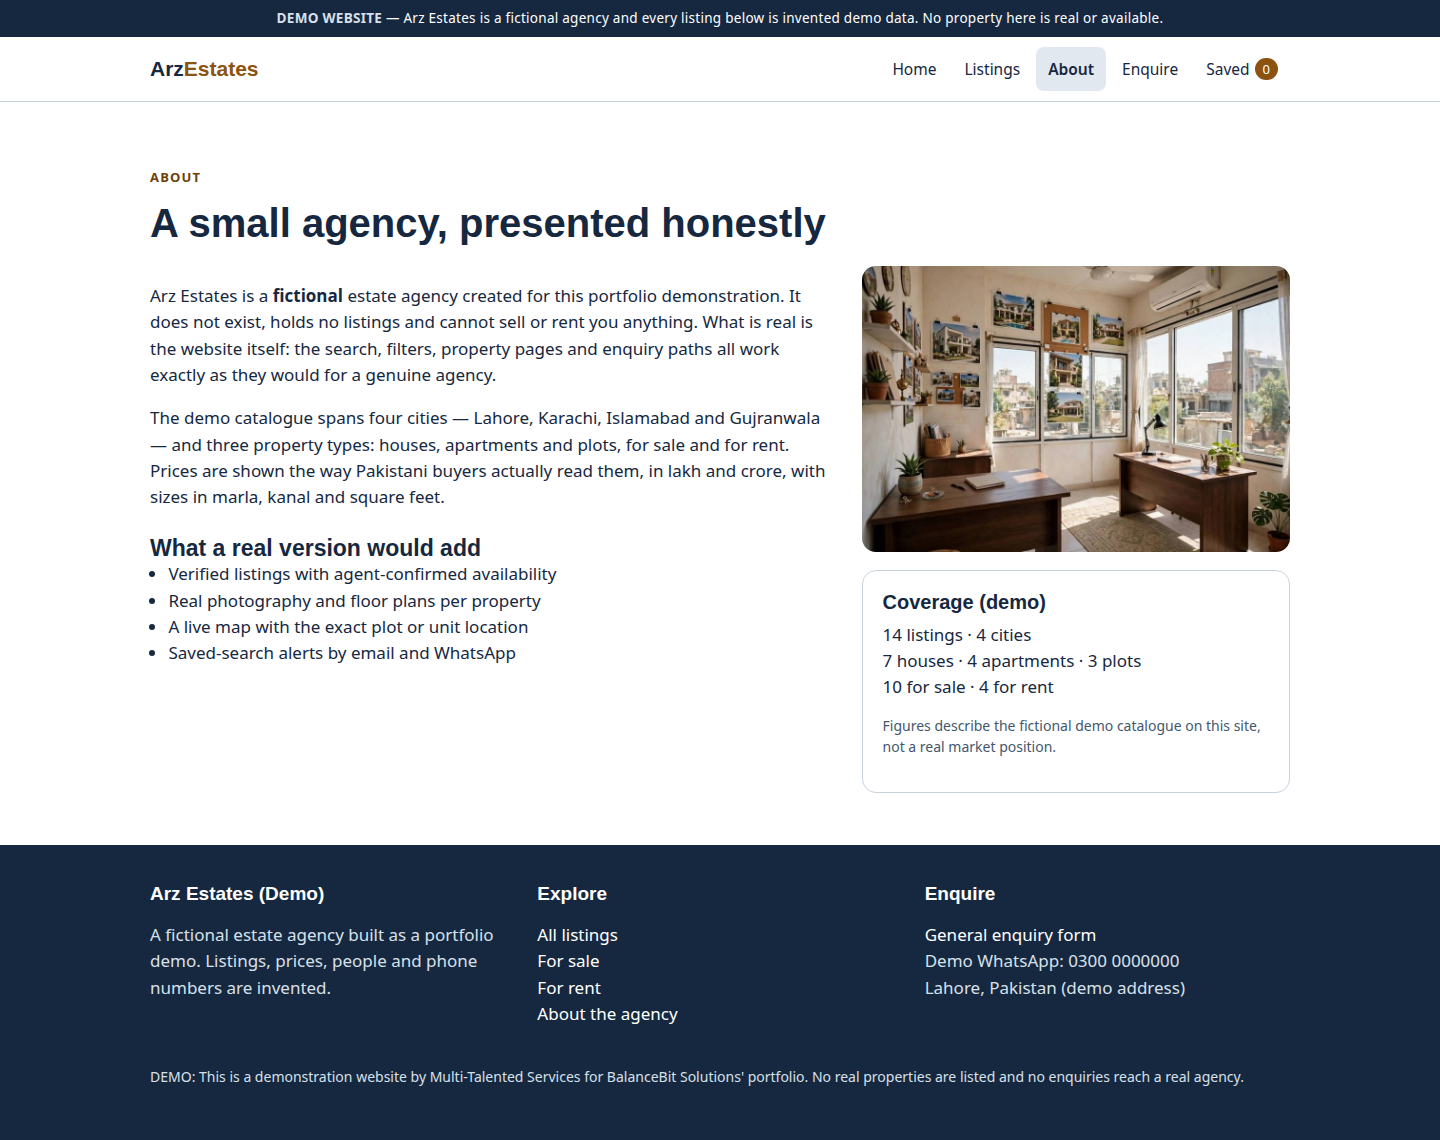 DEMO WEBSITE — Arz Estates is a fictional agency and every listing below is invented demo data. No property here is real or available.
ArzEstates
Home
Listings
About
Enquire
Saved 0
ABOUT
A small agency, presented honestly
Arz Estates is a fictional estate agency created for this portfolio demonstration. It
does not exist, holds no listings and cannot sell or rent you anything. What is real is
the website itself: the search, filters, property pages and enquiry paths all work
exactly as they would for a genuine agency.
The demo catalogue spans four cities — Lahore, Karachi, Islamabad and Gujranwala
— and three property types: houses, apartments and plots, for sale and for rent.
Prices are shown the way Pakistani buyers actually read them, in lakh and crore, with
sizes in marla, kanal and square feet.
What a real version would add
• Verified listings with agent-confirmed availability
• Real photography and floor plans per property
• A live map with the exact plot or unit location
• Saved-search alerts by email and WhatsApp
Coverage (demo)
14 listings · 4 cities
7 houses · 4 apartments · 3 plots
10 for sale · 4 for rent
Figures describe the fictional demo catalogue on this site,
not a real market position.
Arz Estates (Demo)
A fictional estate agency built as a portfolio
demo. Listings, prices, people and phone
numbers are invented.
Explore
All listings
For sale
For rent
About the agency
Enquire
General enquiry form
Demo WhatsApp: 0300 0000000
Lahore, Pakistan (demo address)
DEMO: This is a demonstration website by Multi-Talented Services for BalanceBit Solutions' portfolio. No real properties are listed and no enquiries reach a real agency.